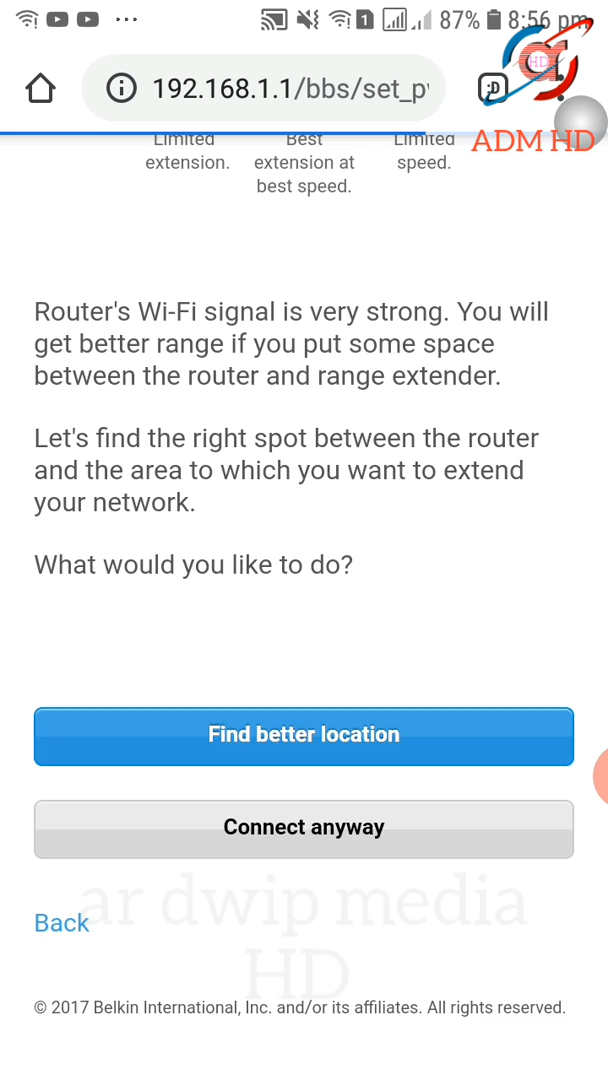 87% 8:56 pm
192.168.1.1/bbs/set_p
:D
HD
ADM HD
Limited Best Limited
extension. extension at speed.
best speed.
Router's Wi-Fi signal is very strong. You will
get better range if you put some space
between the router and range extender.
Let's find the right spot between the router
and the area to which you want to extend
your network.
What would you like to do?
Find better location
Connect anyway
ar dwip media
HD
Back
© 2017 Belkin International, Inc. and/or its affiliates. All rights reserved.